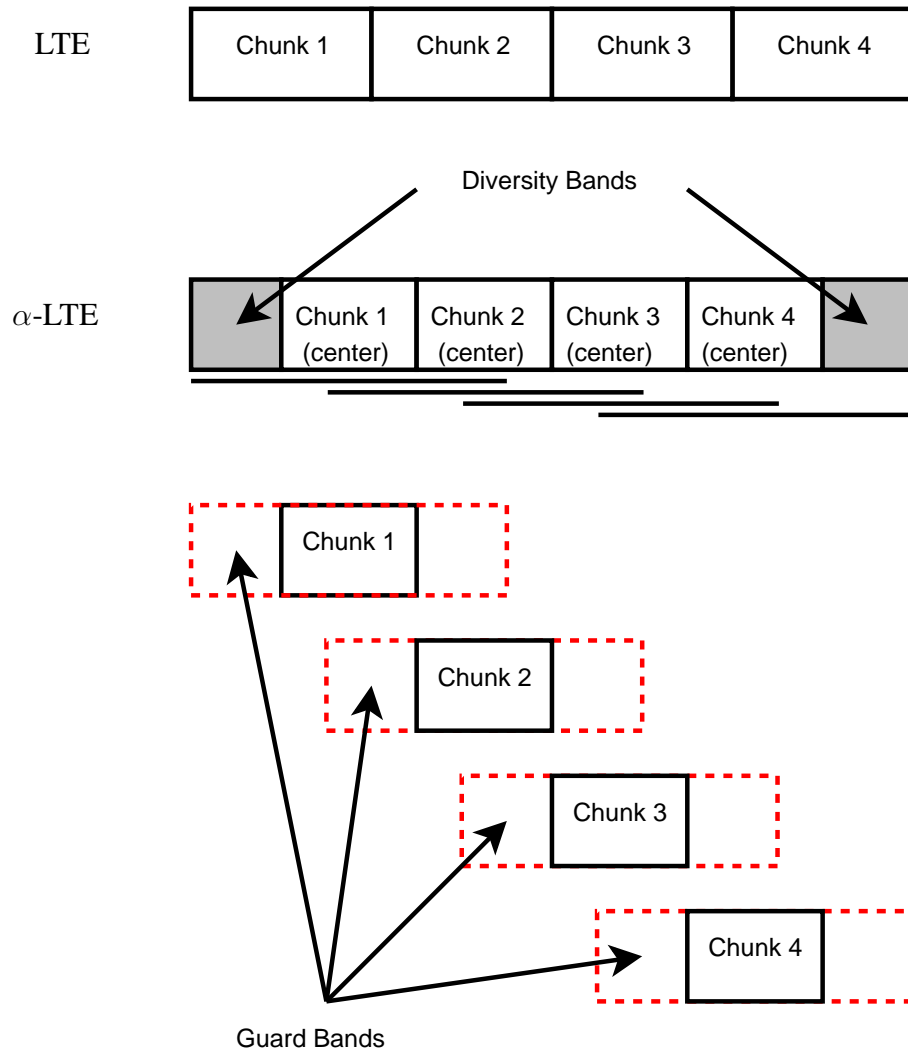 LTE
Chunk 1
Chunk 2
Chunk 3
Chunk 4
Diversity Bands
α-LTE
Chunk 1
(center)
Chunk 2
(center)
Chunk 3
(center)
Chunk 4
(center)
Chunk 1
Chunk 2
Chunk 3
Chunk 4
Guard Bands